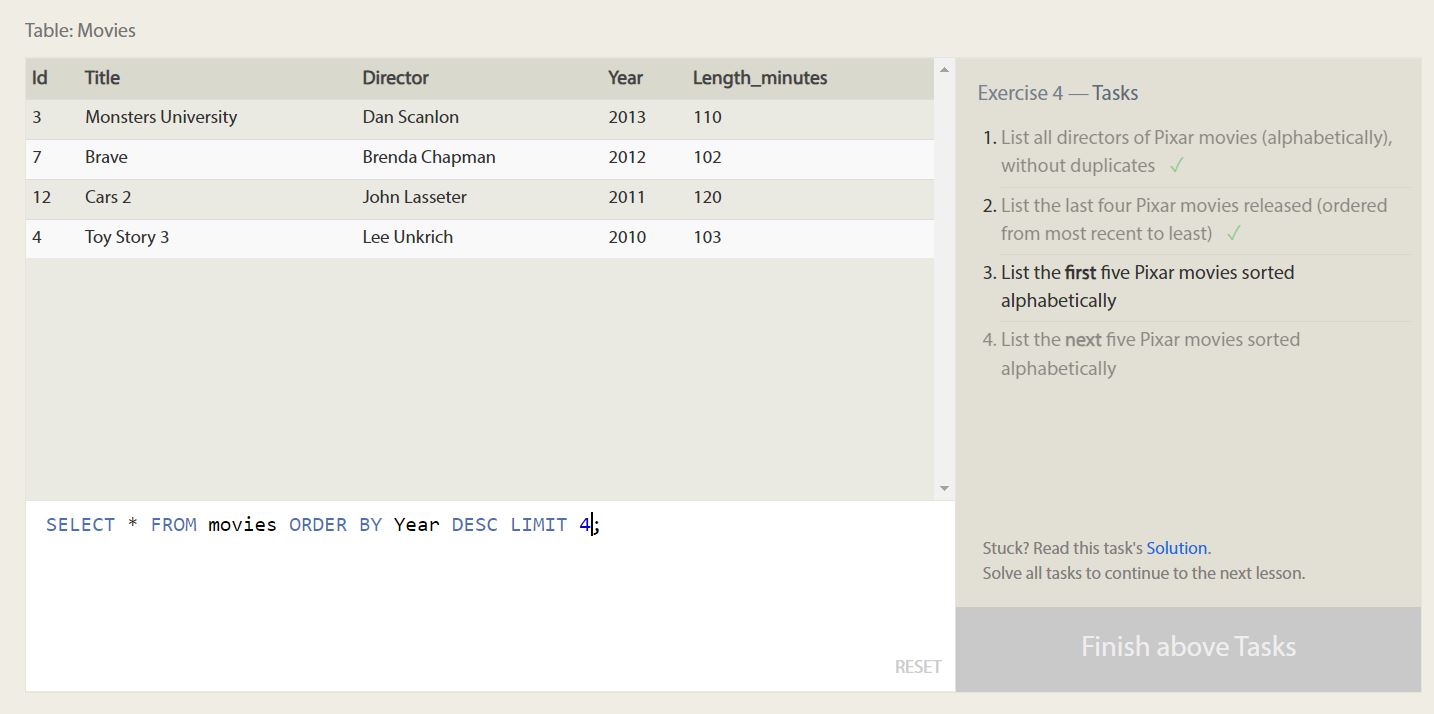 Table: Movies
Id Title Director Year Length_minutes
3 Monsters University Dan Scanlon 2013 110
7 Brave Brenda Chapman 2012 102
12 Cars 2 John Lasseter 2011 120
4 Toy Story 3 Lee Unkrich 2010 103
SELECT * FROM movies ORDER BY Year DESC LIMIT 4;
RESET
Exercise 4 — Tasks
1. List all directors of Pixar movies (alphabetically),
without duplicates ✓
2. List the last four Pixar movies released (ordered
from most recent to least) ✓
3. List the first five Pixar movies sorted
alphabetically
4. List the next five Pixar movies sorted
alphabetically
Stuck? Read this task's Solution.
Solve all tasks to continue to the next lesson.
Finish above Tasks